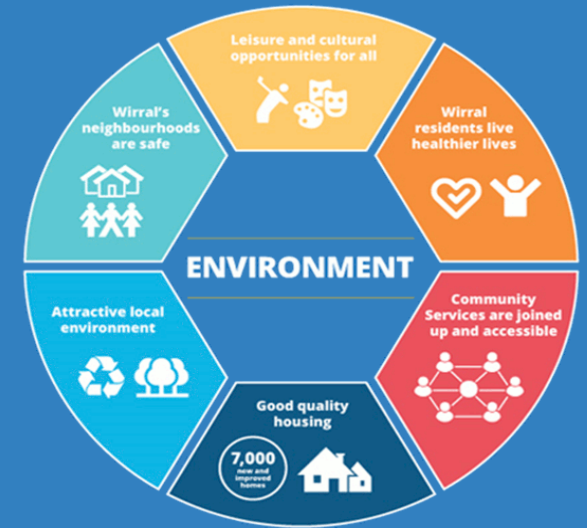 Leisure and cultural
opportunities for all
Wirral
residents live
healthier lives
Community
Services are joined
up and accessible
Good quality
housing
7,000
new and
improved
homes
Attractive local
environment
Wirral's
neighbourhoods
are safe
ENVIRONMENT